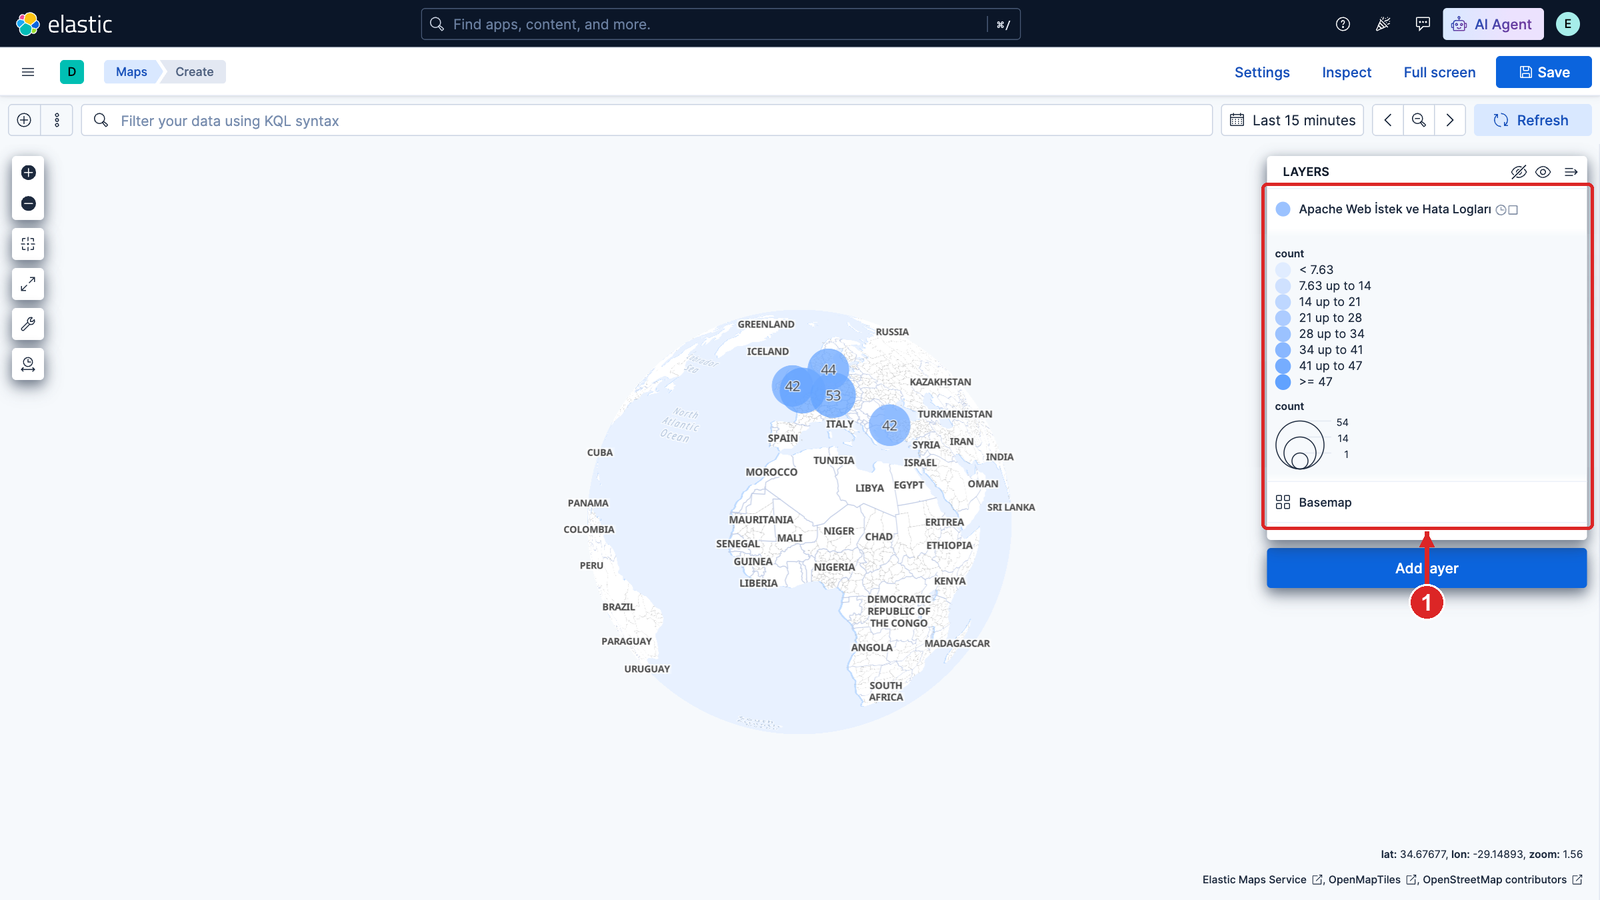 elastic
Find apps, content, and more.
⌘/
AI Agent
E
D
Maps
Create
Settings
Inspect
Full screen
Save
Filter your data using KQL syntax
Last 15 minutes
Refresh
LAYERS
Apache Web İstek ve Hata Logları
count
< 7.63
7.63 up to 14
14 up to 21
21 up to 28
28 up to 34
34 up to 41
41 up to 47
>= 47
count
54
14
1
Basemap
Add layer
1
GREENLAND
RUSSIA
ICELAND
44
42
53
KAZAKHSTAN
North
Atlantic
Ocean
TURKMENISTAN
ITALY
42
SPAIN
SYRIA
IRAN
CUBA
TUNISIA
ISRAEL
INDIA
MOROCCO
LIBYA
EGYPT
OMAN
PANAMA
SRI LANKA
MAURITANIA
ERITREA
COLOMBIA
NIGER
CHAD
SENEGAL
MALI
ETHIOPIA
GUINEA
PERU
NIGERIA
LIBERIA
KENYA
BRAZIL
DEMOCRATIC
REPUBLIC OF
THE CONGO
PARAGUAY
ANGOLA
MADAGASCAR
URUGUAY
SOUTH
AFRICA
lat: 34.67677, lon: -29.14893, zoom: 1.56
Elastic Maps Service , OpenMapTiles , OpenStreetMap contributors